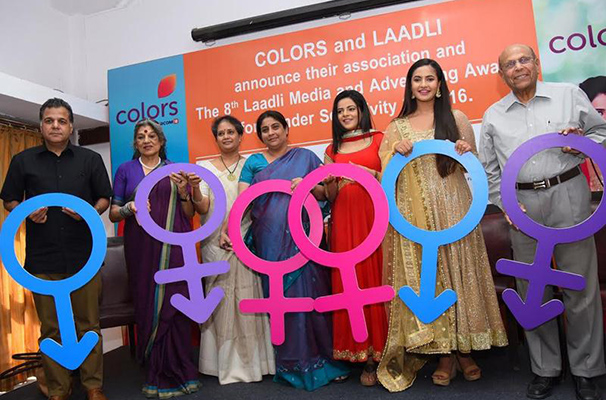 COLORS and LAADLI
announce their association and
The 8th Laadli Media and Advertising Awa
for Gender Sensitivity 2016.
colors
colo